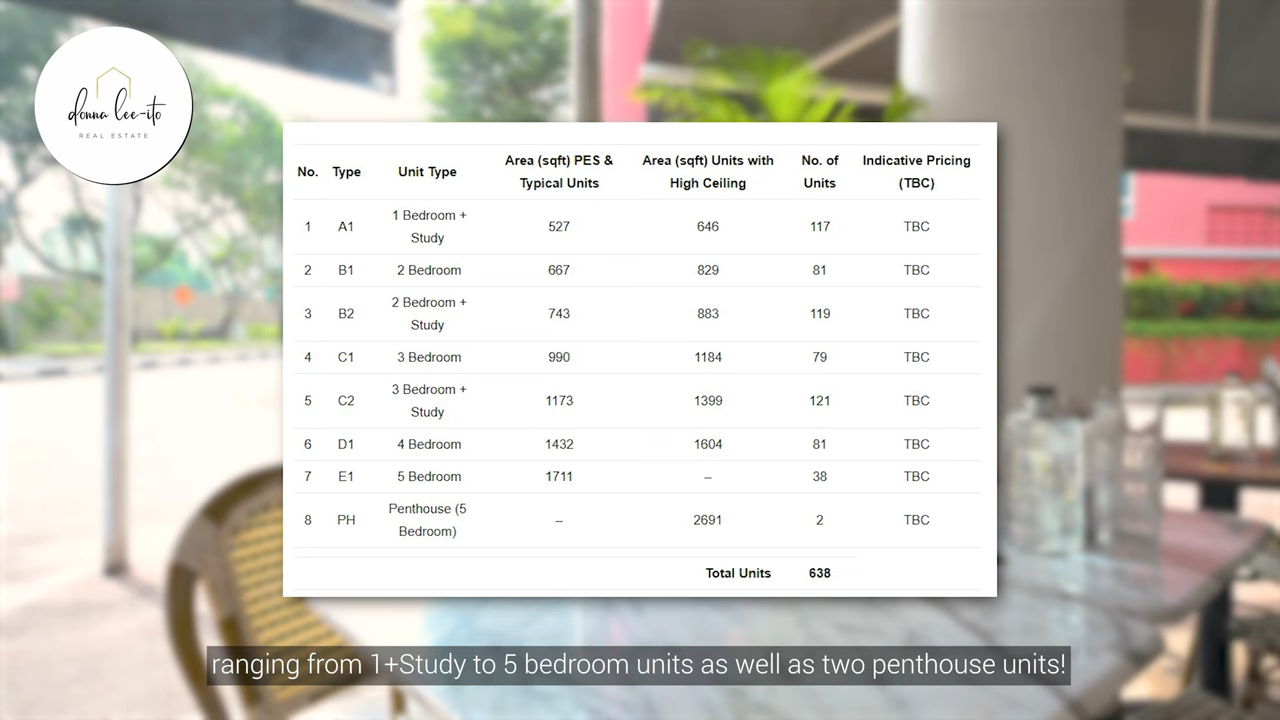 donna lee-ito
REAL ESTATE
No. Type Unit Type Area (sqft) PES & Typical Units Area (sqft) Units with High Ceiling No. of Units Indicative Pricing (TBC)
1 A1 1 Bedroom + Study 527 646 117 TBC
2 B1 2 Bedroom 667 829 81 TBC
3 B2 2 Bedroom + Study 743 883 119 TBC
4 C1 3 Bedroom 990 1184 79 TBC
5 C2 3 Bedroom + Study 1173 1399 121 TBC
6 D1 4 Bedroom 1432 1604 81 TBC
7 E1 5 Bedroom 1711 – 38 TBC
8 PH Penthouse (5 Bedroom) – 2691 2 TBC
Total Units 638
ranging from 1+Study to 5 bedroom units as well as two penthouse units!